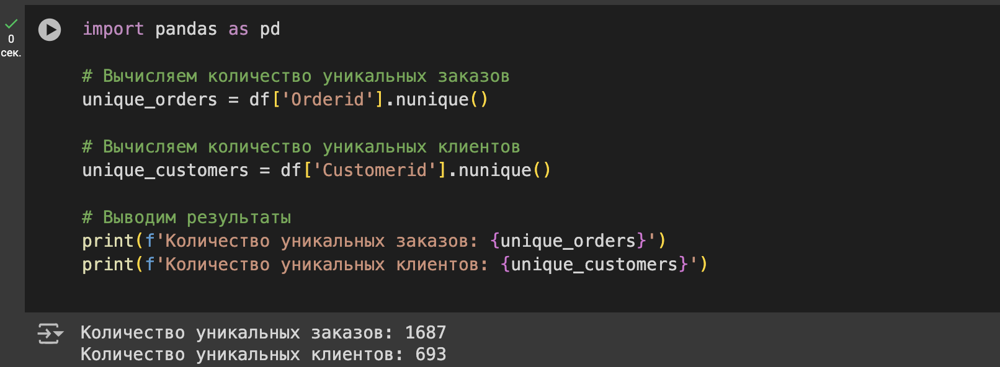 0
сек.
import pandas as pd
# Вычисляем количество уникальных заказов
unique_orders = df['Orderid'].nunique()
# Вычисляем количество уникальных клиентов
unique_customers = df['Customerid'].nunique()
# Выводим результаты
print(f'Количество уникальных заказов: {unique_orders}')
print(f'Количество уникальных клиентов: {unique_customers}')
Количество уникальных заказов: 1687
Количество уникальных клиентов: 693